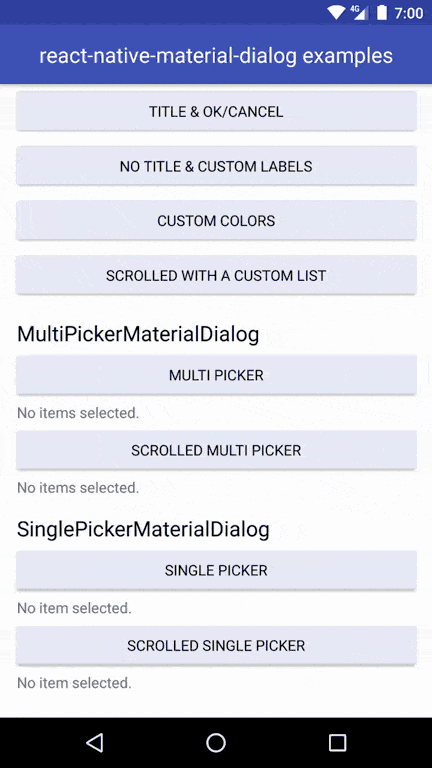 4G 7:00
react-native-material-dialog examples
TITLE & OK/CANCEL
NO TITLE & CUSTOM LABELS
CUSTOM COLORS
SCROLLED WITH A CUSTOM LIST
MultiPickerMaterialDialog
MULTI PICKER
No items selected.
SCROLLED MULTI PICKER
No items selected.
SinglePickerMaterialDialog
SINGLE PICKER
No item selected.
SCROLLED SINGLE PICKER
No item selected.